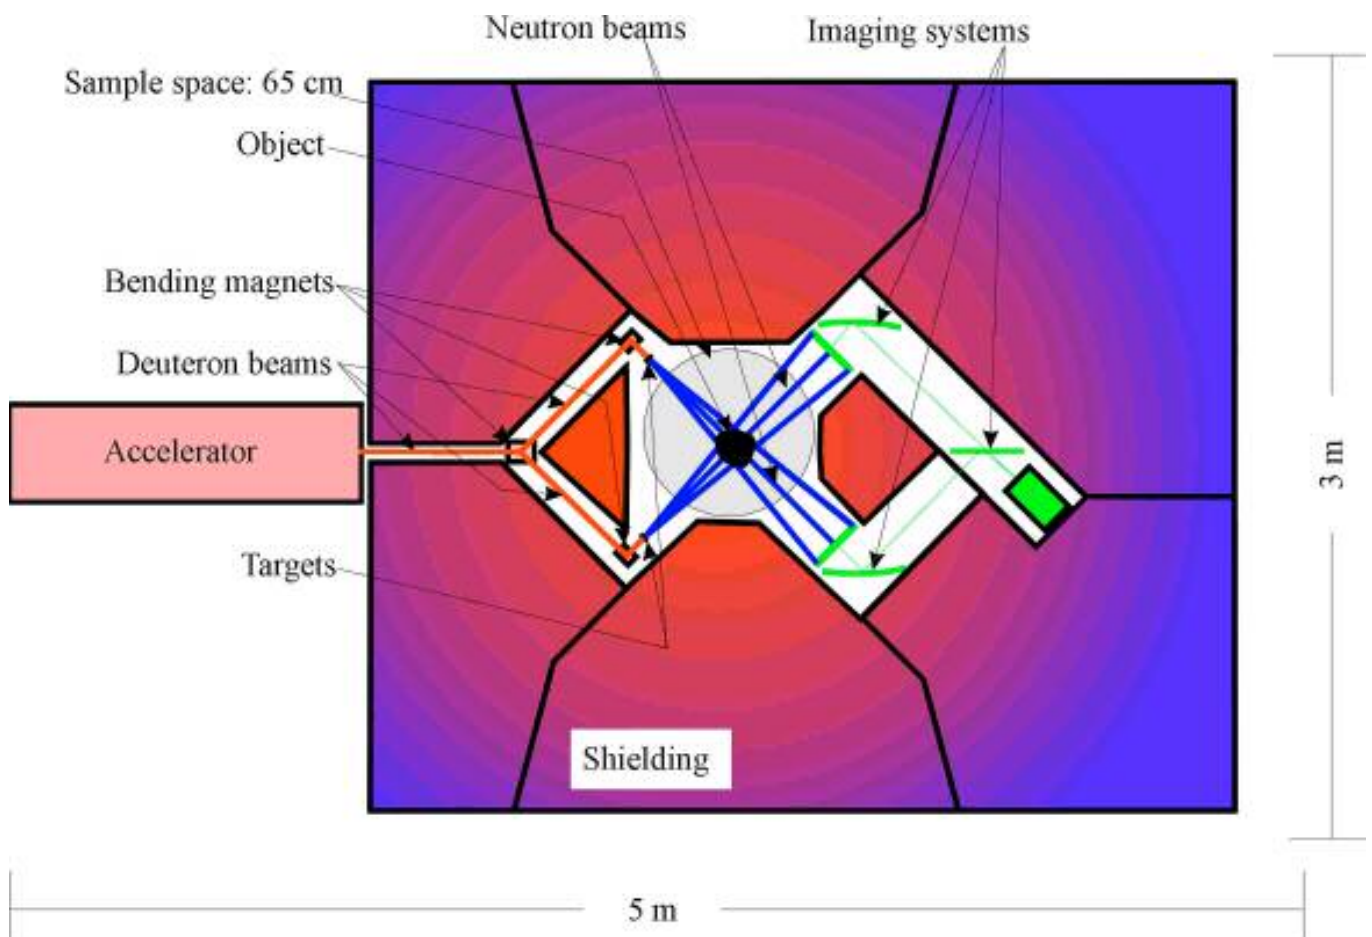 Neutron beams
Imaging systems
Sample space: 65 cm
Object
Bending magnets
Deuteron beams
Accelerator
3 m
Targets
Shielding
5 m